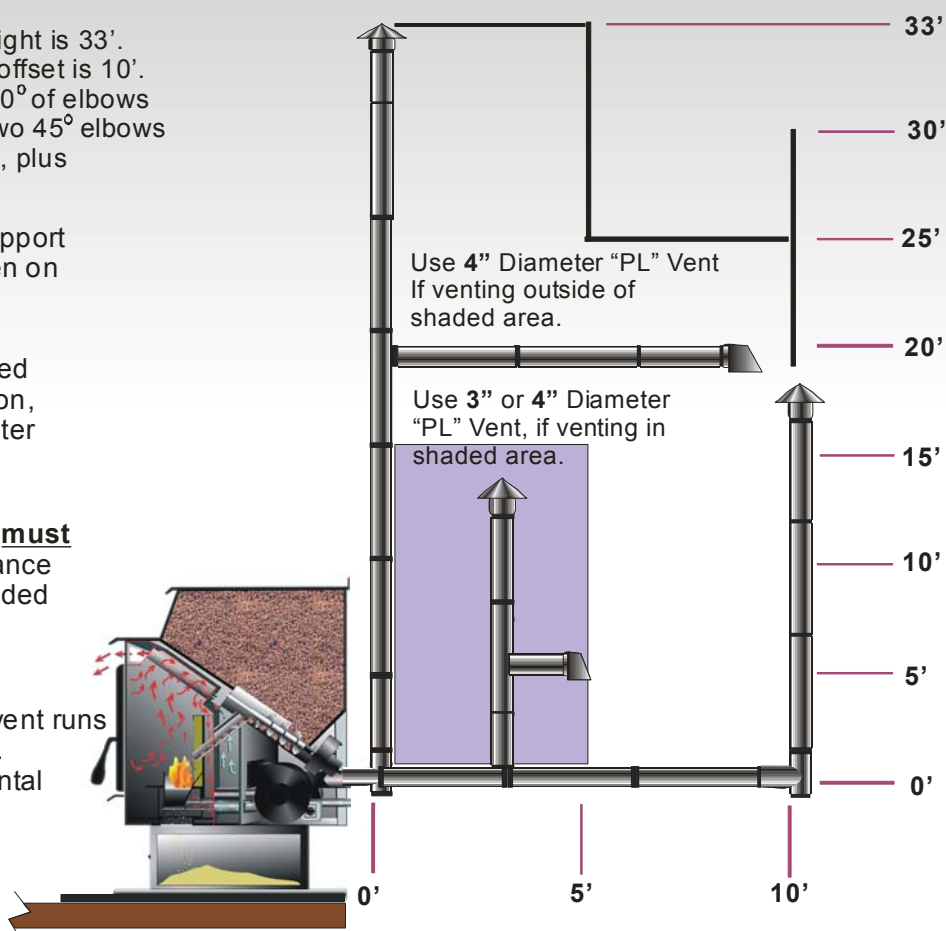 ight is 33’.
offset is 10’.
0° of elbows
wo 45° elbows
, plus
pport
en on
ed
on,
ter
must
ance
ded
vent runs
ntal
Use 4” Diameter “PL” Vent
If venting outside of
shaded area.
Use 3” or 4” Diameter
“PL” Vent, if venting in
shaded area.
33’
30’
25’
20’
15’
10’
5’
0’
0’
5’
10’